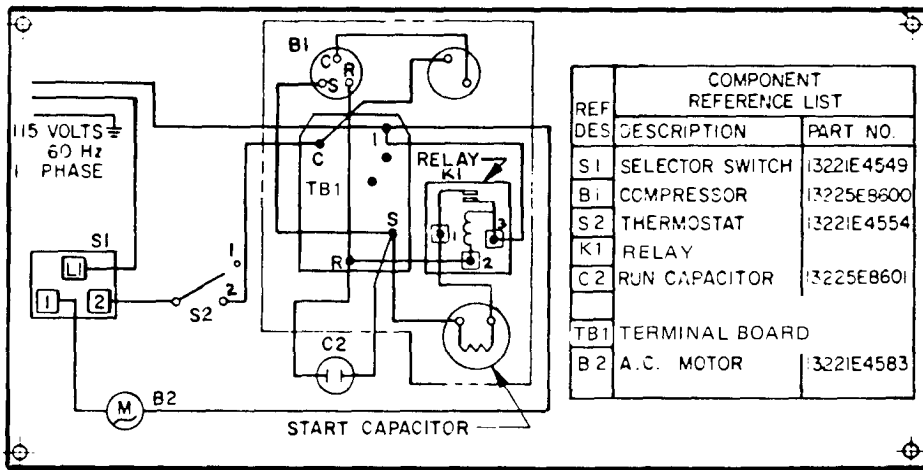 B1
C
R
S
115 VOLTS
60 Hz
1 PHASE
C
1
TB1
RELAY
K1
S
1
3
2
R
S1
L1
1
2
1
2
S2
C2
M
B2
START CAPACITOR
COMPONENT
REFERENCE LIST
REF
DES
DESCRIPTION
PART NO.
S1 SELECTOR SWITCH 13221E4549
B1 COMPRESSOR 13225E8600
S2 THERMOSTAT 13221E4554
K1 RELAY
C2 RUN CAPACITOR 13225E8601
TB1 TERMINAL BOARD
B2 A.C. MOTOR 13221E4583